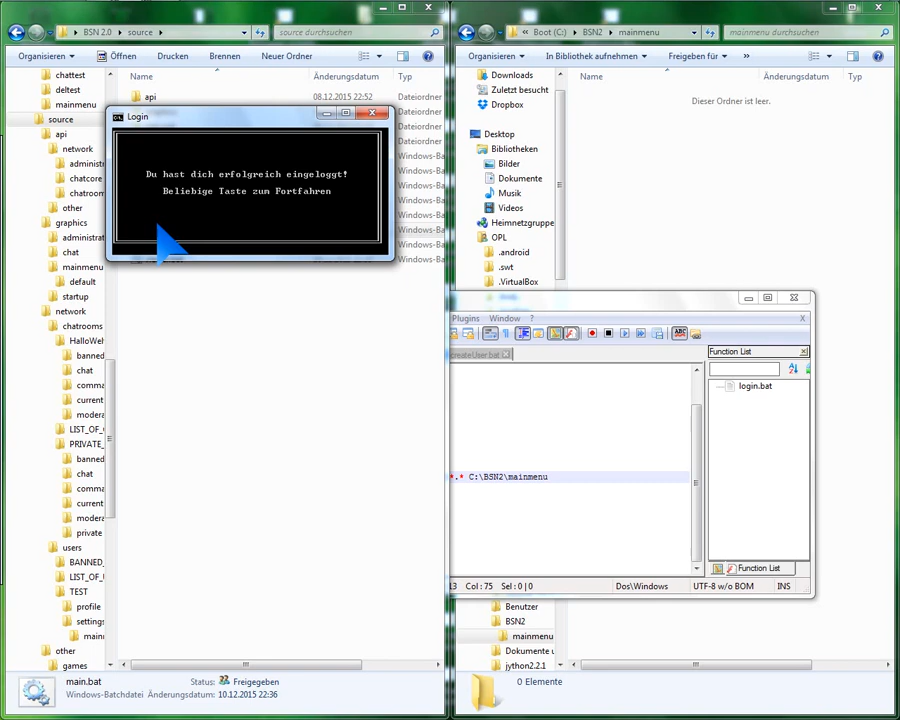 BSN 2.0 ▸ source ▸
source durchsuchen
Organisieren
Öffnen
Drucken
Brennen
Neuer Ordner
chattest
deltest
mainmenu
source
api
network
administ
chatcore
chatroom
other
graphics
administrat
chat
mainmenu
default
startup
network
chatrooms
HalloWelt
banned
chat
comma
current
modera
LIST_OF_
PRIVATE_
banned
chat
comma
current
modera
private
users
BANNED_
LIST_OF_
TEST
profile
settings
main
other
games
Name
Änderungsdatum
Typ
api
08.12.2015 22:52
Dateiordner
Dateiordner
Dateiordner
Windows-Ba
Windows-Ba
Windows-Ba
Windows-Ba
Windows-Ba
Windows-Ba
Login
Du hast dich erfolgreich eingeloggt!
Beliebige Taste zum Fortfahren
main.bat
Status:
Freigegeben
Windows-Batchdatei
Änderungsdatum: 10.12.2015 22:36
« Boot (C:) ▸ BSN2 ▸ mainmenu
mainmenu durchsuchen
Organisieren
In Bibliothek aufnehmen
Freigeben für
»
Downloads
Zuletzt besucht
Dropbox
Desktop
Bibliotheken
Bilder
Dokumente
Musik
Videos
Heimnetzgruppe
OPL
.android
.swt
.VirtualBox
Name
Änderungsdatum
Typ
Dieser Ordner ist leer.
Plugins
Window
?
X
createUser.bat
*.* C:\BSN2\mainmenu
Function List
login.bat
Function List
13 Col : 75 Sel : 0 | 0
Dos\Windows
UTF-8 w/o BOM
INS
Benutzer
BSN2
mainmenu
Dokumente u
jython2.2.1
0 Elemente